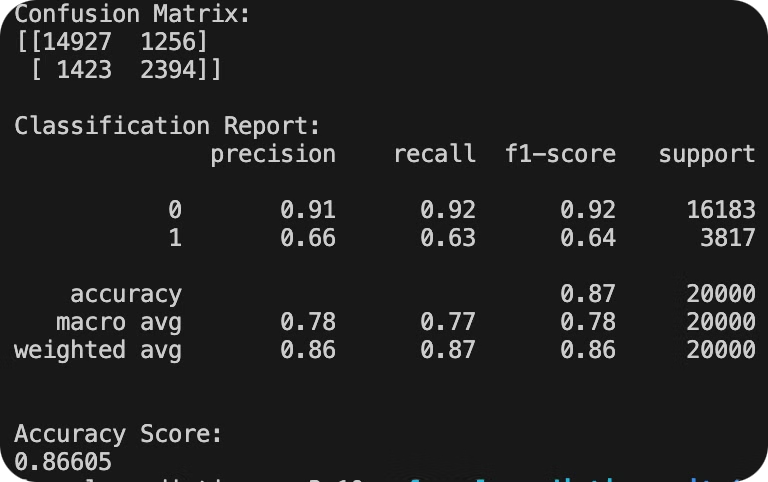 Confusion Matrix:
[[14927  1256]
 [ 1423  2394]]
Classification Report:
              precision    recall  f1-score   support
           0       0.91      0.92      0.92     16183
           1       0.66      0.63      0.64      3817
    accuracy                           0.87     20000
   macro avg       0.78      0.77      0.78     20000
weighted avg       0.86      0.87      0.86     20000
Accuracy Score:
0.86605